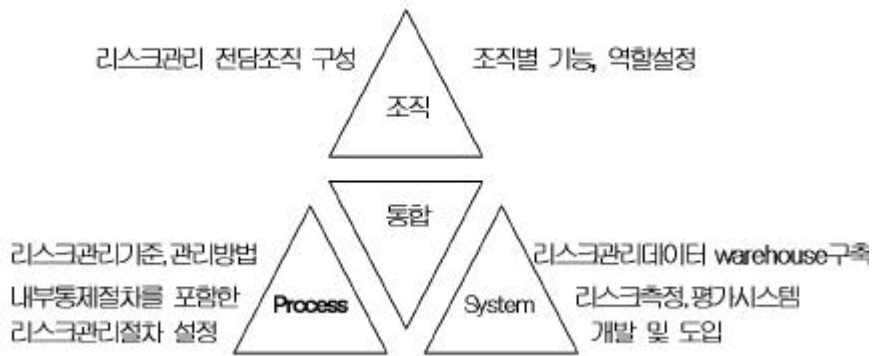 리스크관리 전담조직 구성
조직별 기능, 역할설정
조직
통합
리스크관리기준,관리방법
내부통제절차를 포함한
리스크관리절차 설정
Process
System
리스크관리데이터 warehouse구축
리스크측정,평가시스템
개발 및 도입